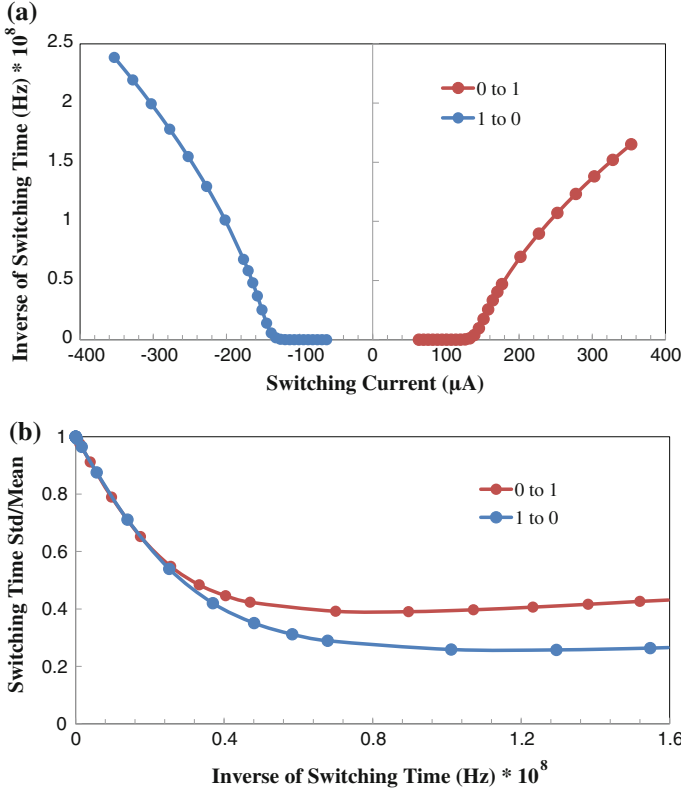 (a)
Inverse of Switching Time (Hz) * 10^8
2.5
2
1.5
1
0.5
0
-400 -300 -200 -100 0 100 200 300 400
0 to 1
1 to 0
Switching Current (µA)
(b)
Switching Time Std/Mean
1
0.8
0.6
0.4
0.2
0
0 0.4 0.8 1.2 1.6
0 to 1
1 to 0
Inverse of Switching Time (Hz) * 10^8